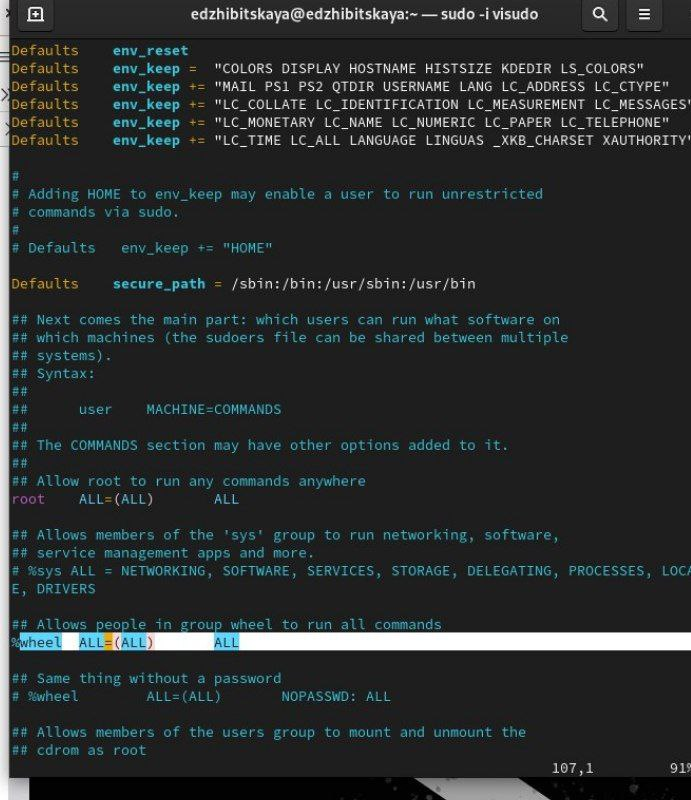 edzhibitskaya@edzhibitskaya:~ — sudo -i visudo
Defaults    env_reset
Defaults    env_keep =  "COLORS DISPLAY HOSTNAME HISTSIZE KDEDIR LS_COLORS"
Defaults    env_keep += "MAIL PS1 PS2 QTDIR USERNAME LANG LC_ADDRESS LC_CTYPE"
Defaults    env_keep += "LC_COLLATE LC_IDENTIFICATION LC_MEASUREMENT LC_MESSAGES"
Defaults    env_keep += "LC_MONETARY LC_NAME LC_NUMERIC LC_PAPER LC_TELEPHONE"
Defaults    env_keep += "LC_TIME LC_ALL LANGUAGE LINGUAS _XKB_CHARSET XAUTHORITY"
#
# Adding HOME to env_keep may enable a user to run unrestricted
# commands via sudo.
#
# Defaults   env_keep += "HOME"
Defaults    secure_path = /sbin:/bin:/usr/sbin:/usr/bin
## Next comes the main part: which users can run what software on
## which machines (the sudoers file can be shared between multiple
## systems).
## Syntax:
##
##      user    MACHINE=COMMANDS
##
## The COMMANDS section may have other options added to it.
##
## Allow root to run any commands anywhere
root    ALL=(ALL)       ALL
## Allows members of the 'sys' group to run networking, software,
## service management apps and more.
# %sys ALL = NETWORKING, SOFTWARE, SERVICES, STORAGE, DELEGATING, PROCESSES, LOCA
E, DRIVERS
## Allows people in group wheel to run all commands
%wheel  ALL=(ALL)       ALL
## Same thing without a password
# %wheel        ALL=(ALL)       NOPASSWD: ALL
## Allows members of the users group to mount and unmount the
## cdrom as root
107,1         91%